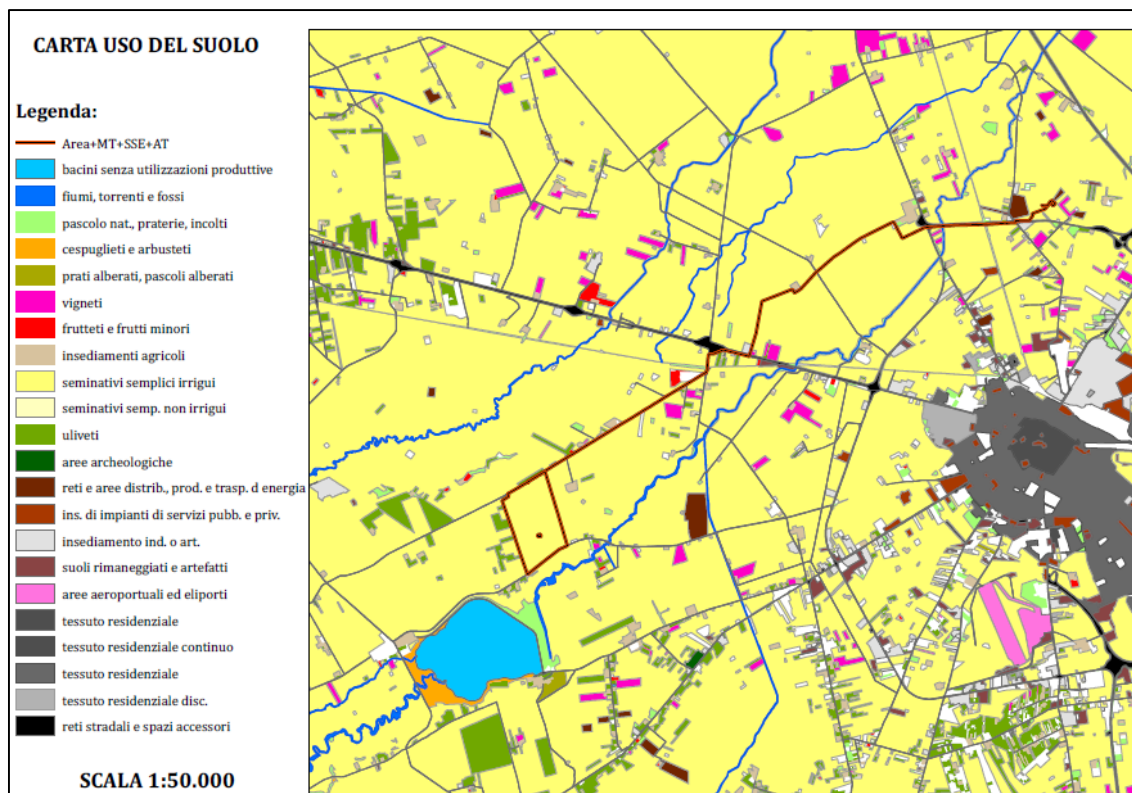 CARTA USO DEL SUOLO
Legenda:
Area+MT+SSE+AT
bacini senza utilizzazioni produttive
fiumi, torrenti e fossi
pascolo nat., praterie, incolti
cespuglieti e arbusteti
prati alberati, pascoli alberati
vigneti
frutteti e frutti minori
insediamenti agricoli
seminativi semplici irrigui
seminativi semp. non irrigui
uliveti
aree archeologiche
reti e aree distrib., prod. e trasp. d energia
ins. di impianti di servizi pubb. e priv.
insediamento ind. o art.
suoli rimaneggiati e artefatti
aree aeroportuali ed eliporti
tessuto residenziale
tessuto residenziale continuo
tessuto residenziale
tessuto residenziale disc.
reti stradali e spazi accessori
SCALA 1:50.000